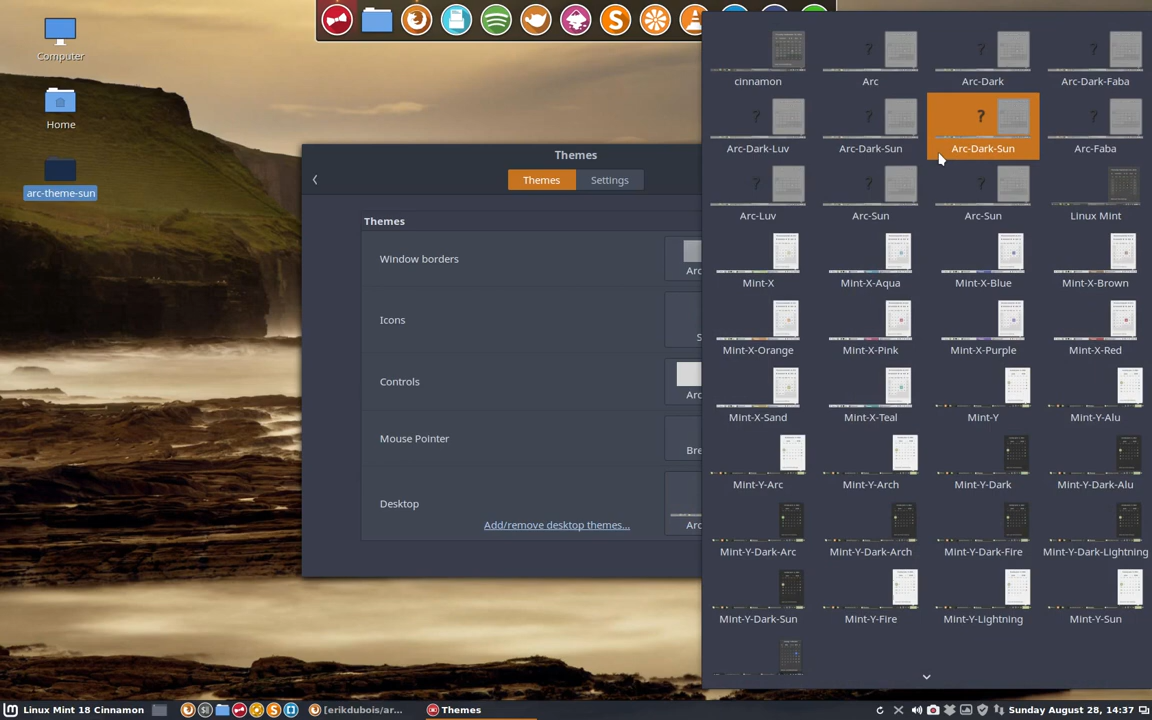 Computer
Home
arc-theme-sun
Themes
Themes
Settings
Themes
Window borders
Arc
Icons
S
Controls
Arc
Mouse Pointer
Bre
Desktop
Add/remove desktop themes...
Arc
cinnamon
Arc
Arc-Dark
Arc-Dark-Faba
Arc-Dark-Luv
Arc-Dark-Sun
Arc-Dark-Sun
Arc-Faba
Arc-Luv
Arc-Sun
Arc-Sun
Linux Mint
Mint-X
Mint-X-Aqua
Mint-X-Blue
Mint-X-Brown
Mint-X-Orange
Mint-X-Pink
Mint-X-Purple
Mint-X-Red
Mint-X-Sand
Mint-X-Teal
Mint-Y
Mint-Y-Alu
Mint-Y-Arc
Mint-Y-Arch
Mint-Y-Dark
Mint-Y-Dark-Alu
Mint-Y-Dark-Arc
Mint-Y-Dark-Arch
Mint-Y-Dark-Fire
Mint-Y-Dark-Lightning
Mint-Y-Dark-Sun
Mint-Y-Fire
Mint-Y-Lightning
Mint-Y-Sun
Linux Mint 18 Cinnamon
[erikdubois/ar...
Themes
Sunday August 28, 14:37